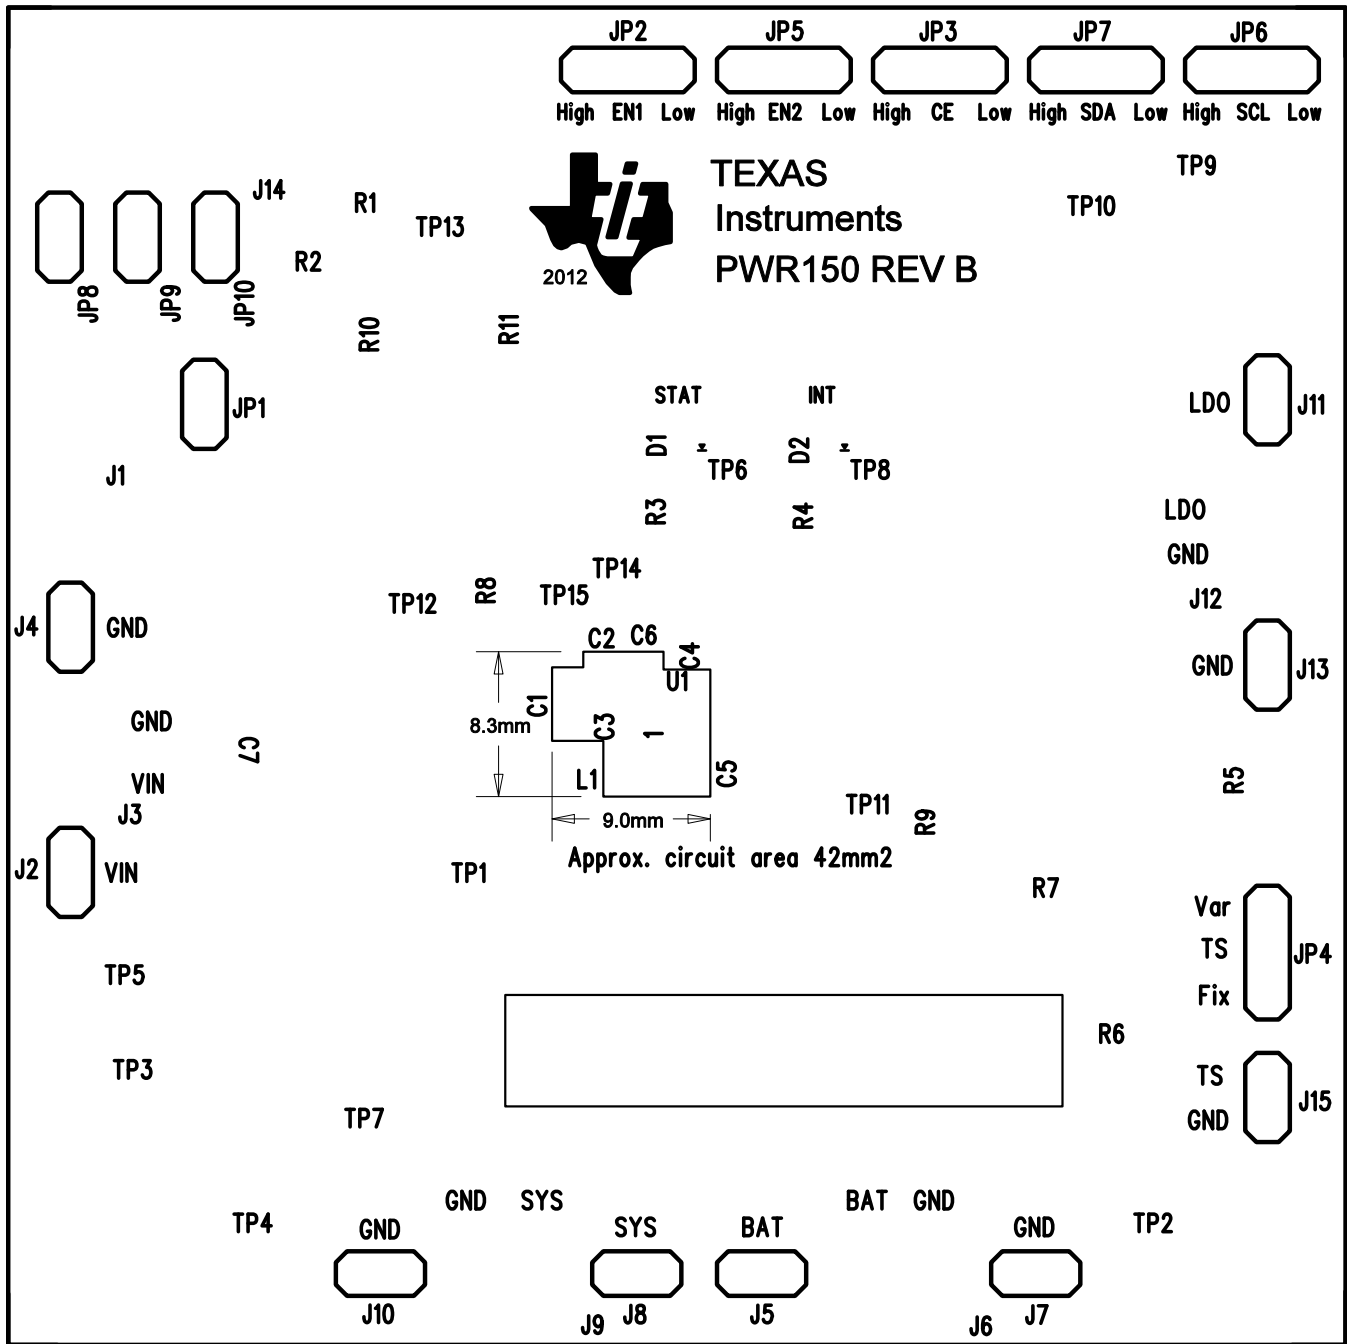 JP2 JP5 JP3 JP7 JP6
High EN1 Low High EN2 Low High CE Low High SDA Low High SCL Low
TP9
TEXAS
J14
R1
TP10
TP13
Instruments
R2
PWR150 REV B
2012
JP8 JP9 JP10
R10 R11
STAT INT
LDO J11
JP1
D1 D2
TP6 TP8
J1
R3 R4
LDO
GND
TP14
R8
TP15
TP12
J12
J4 GND
C2 C6
C4
GND J13
U1
C1
GND
8.3mm
C3 1
C7
VIN
L1 C5
R5
TP11
J3
9.0mm
R9
Approx. circuit area 42mm2
J2 VIN
TP1
R7
Var
TS JP4
TP5
Fix
R6
TP3
TS
J15
TP7
GND
GND SYS BAT GND
TP4
TP2
GND SYS BAT GND
J10 J8 J5 J7
J9 J6